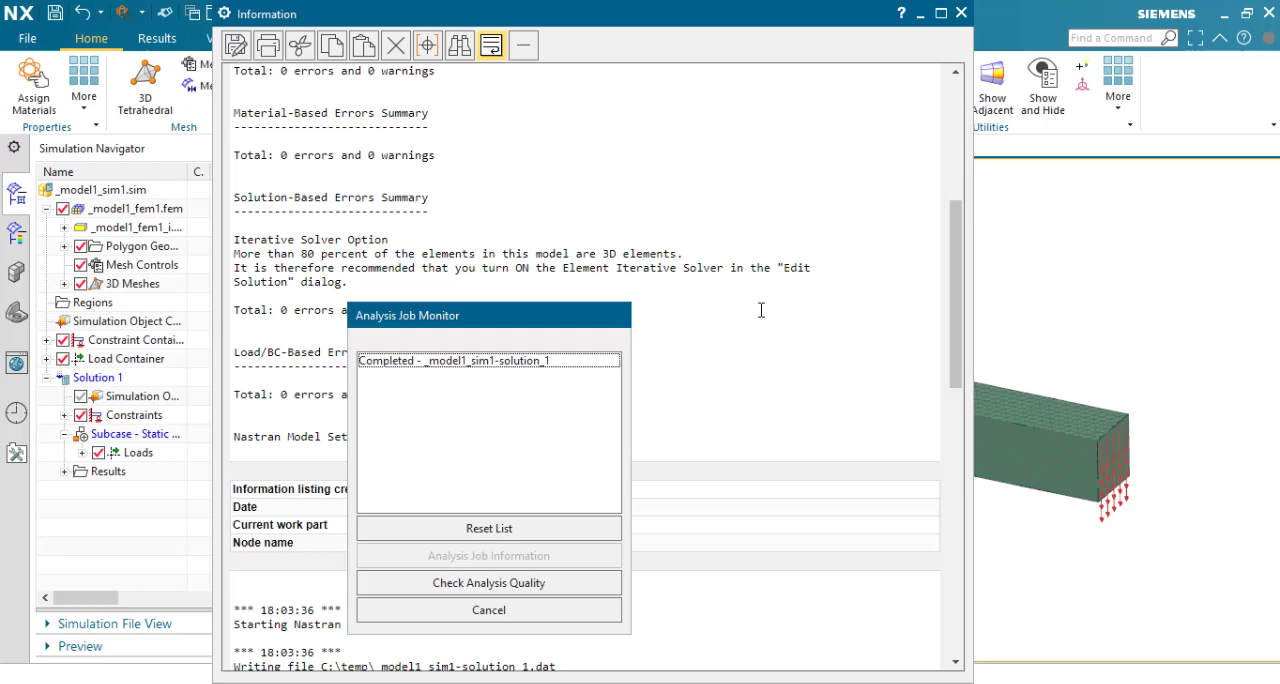 NX
Information
?
SIEMENS
File
Home
Results
Find a Command
Assign
Materials
More
3D
Tetrahedral
Me
Me
Properties
Mesh
Show
Adjacent
Show
and Hide
More
Utilities
Simulation Navigator
Name
C.
_model1_sim1.sim
_model1_fem1.fem
_model1_fem1_i....
Polygon Geo...
Mesh Controls
3D Meshes
Regions
Simulation Object C...
Constraint Contai...
Load Container
Solution 1
Simulation O...
Constraints
Subcase - Static ...
Loads
Results
Simulation File View
Preview
Total: 0 errors and 0 warnings
Material-Based Errors Summary
-----------------------------
Total: 0 errors and 0 warnings
Solution-Based Errors Summary
-----------------------------
Iterative Solver Option
More than 80 percent of the elements in this model are 3D elements.
It is therefore recommended that you turn ON the Element Iterative Solver in the "Edit
Solution" dialog.
Total: 0 errors a
Load/BC-Based Err
Total: 0 errors a
Nastran Model Set
Information listing cre
Date
Current work part
Node name
*** 18:03:36 ***
Starting Nastran
*** 18:03:36 ***
Writing file C:\temp\_model1_sim1-solution_1.dat
Analysis Job Monitor
Completed - _model1_sim1-solution_1
Reset List
Analysis Job Information
Check Analysis Quality
Cancel